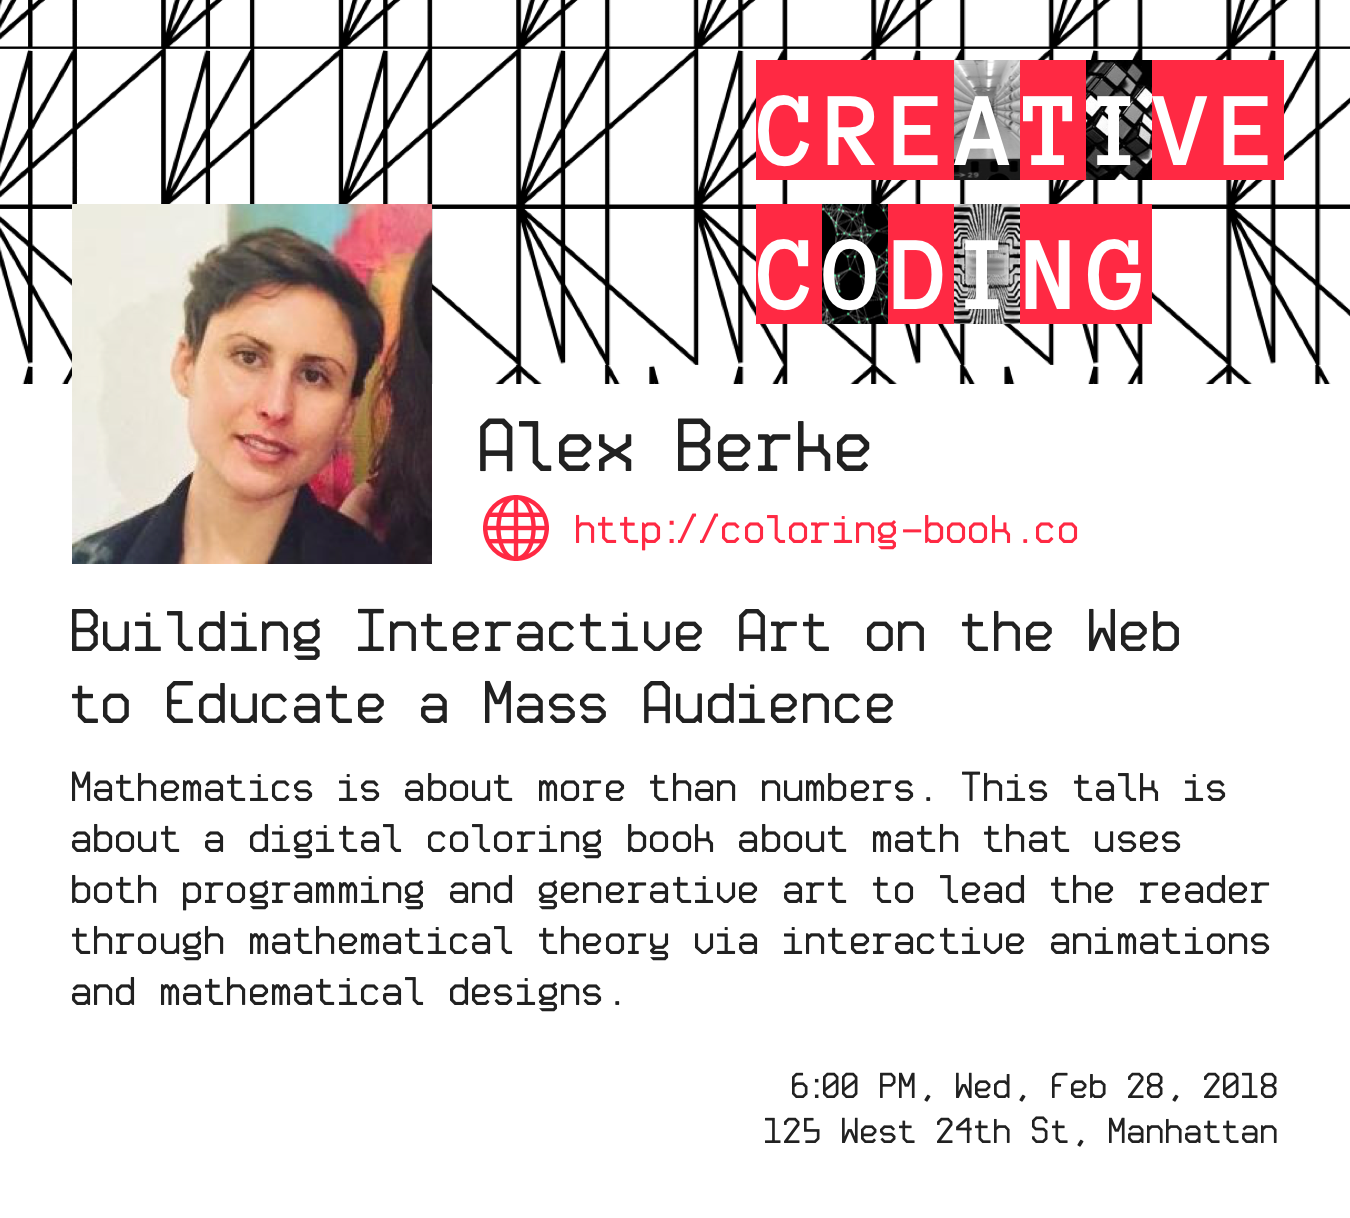 CREATIVE
CODING
Alex Berke
http://coloring-book.co
Building Interactive Art on the Web
to Educate a Mass Audience
Mathematics is about more than numbers. This talk is
about a digital coloring book about math that uses
both programming and generative art to lead the reader
through mathematical theory via interactive animations
and mathematical designs.
6:00 PM, Wed, Feb 28, 2018
125 West 24th St, Manhattan